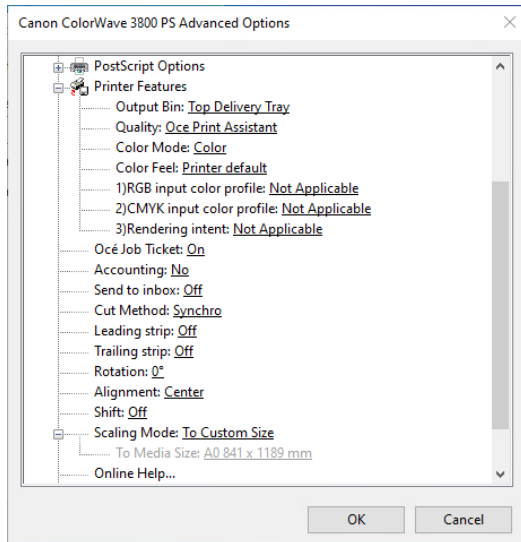 Canon ColorWave 3800 PS Advanced Options
PostScript Options
Printer Features
Output Bin: Top Delivery Tray
Quality: Oce Print Assistant
Color Mode: Color
Color Feel: Printer default
1)RGB input color profile: Not Applicable
2)CMYK input color profile: Not Applicable
3)Rendering intent: Not Applicable
Océ Job Ticket: On
Accounting: No
Send to inbox: Off
Cut Method: Synchro
Leading strip: Off
Trailing strip: Off
Rotation: 0°
Alignment: Center
Shift: Off
Scaling Mode: To Custom Size
To Media Size: A0 841 x 1189 mm
Online Help...
OK Cancel